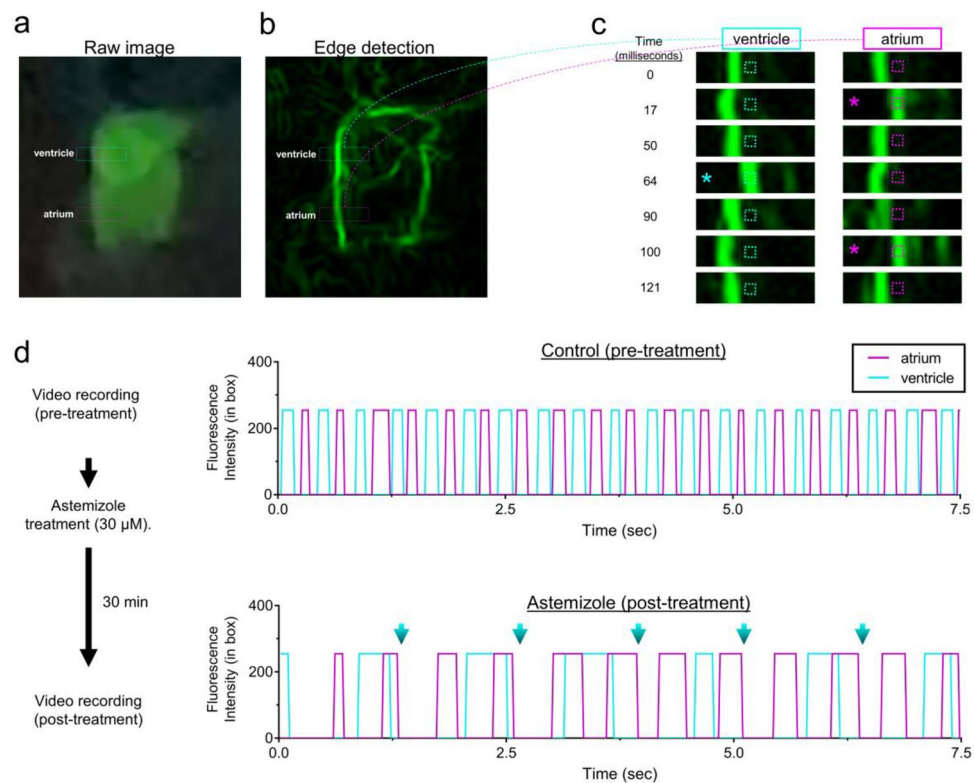 a
Raw image
ventricle
atrium
b
Edge detection
ventricle
atrium
c
Time
(milliseconds)
ventricle
atrium
0
17
*
50
64
*
90
100
*
121
d
Video recording
(pre-treatment)
Astemizole
treatment (30 µM).
30 min
Video recording
(post-treatment)
Control (pre-treatment)
atrium
ventricle
Fluorescence
Intensity (in box)
400
200
0
0.0
2.5
5.0
7.5
Time (sec)
Astemizole (post-treatment)
Fluorescence
Intensity (in box)
400
200
0
0.0
2.5
5.0
7.5
Time (sec)